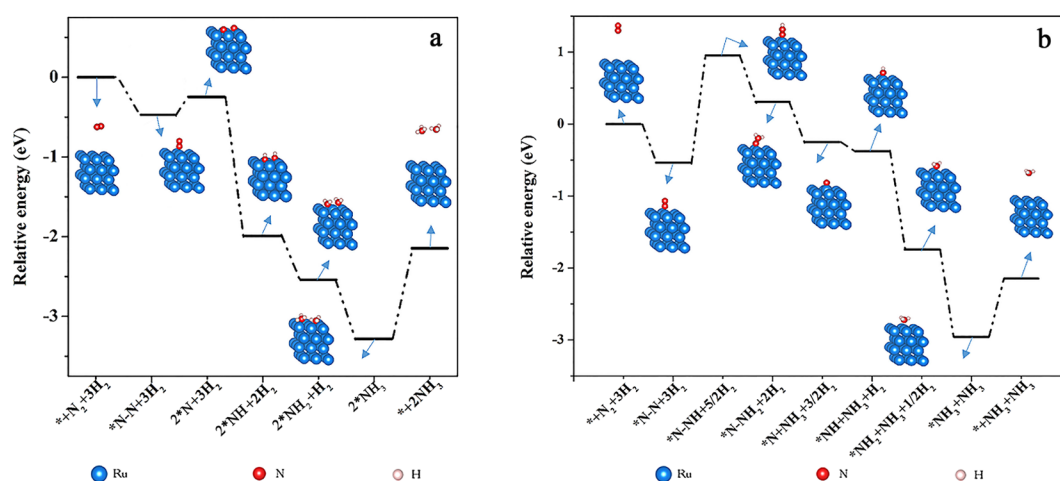 a
Relative energy (eV)
0
-1
-2
-3
*+N₂+3H₂
*N-N+3H₂
2*N+3H₂
2*NH+2H₂
2*NH₂+H₂
2*NH₃
*+2NH₃
Ru
N
H
b
Relative energy (eV)
1
0
-1
-2
-3
*+N₂+3H₂
*N-N+3H₂
*N-NH+5/2H₂
*N-NH₂+2H₂
*N+NH₃+3/2H₂
*NH+NH₃+H₂
*NH₂+NH₃+1/2H₂
*NH₃+NH₃
*+NH₃+NH₃
Ru
N
H